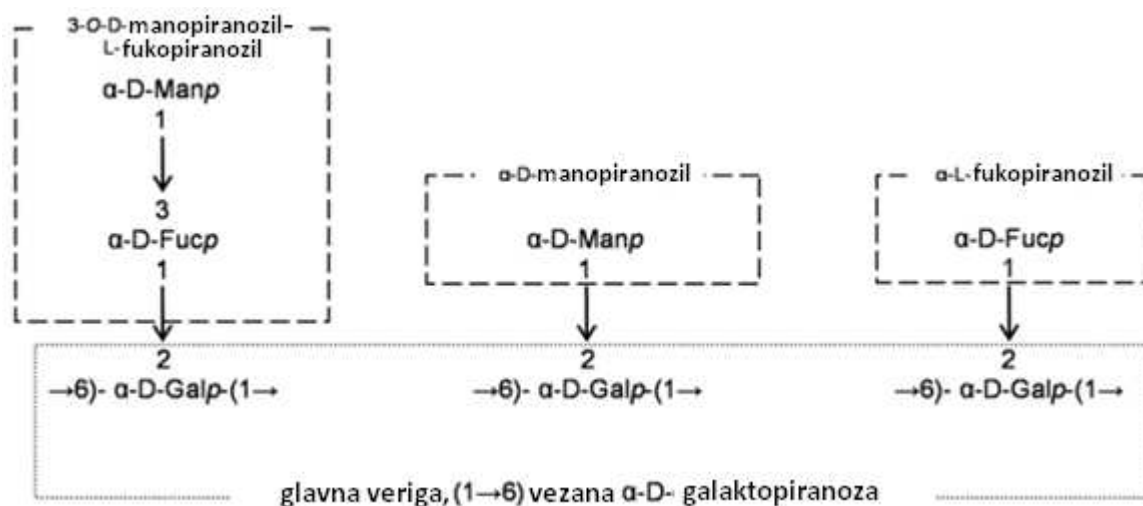 3-O-D-manopiranozil-
L-fukopiranozil
α-D-Manp
1
3
α-D-Fucp
1
α-D-manopiranozil
α-D-Manp
1
α-L-fukopiranozil
α-D-Fucp
1
2
→6)- α-D-Galp-(1→
2
→6)- α-D-Galp-(1→
2
→6)- α-D-Galp-(1→
glavna veriga, (1→6) vezana α-D- galaktopiranoza